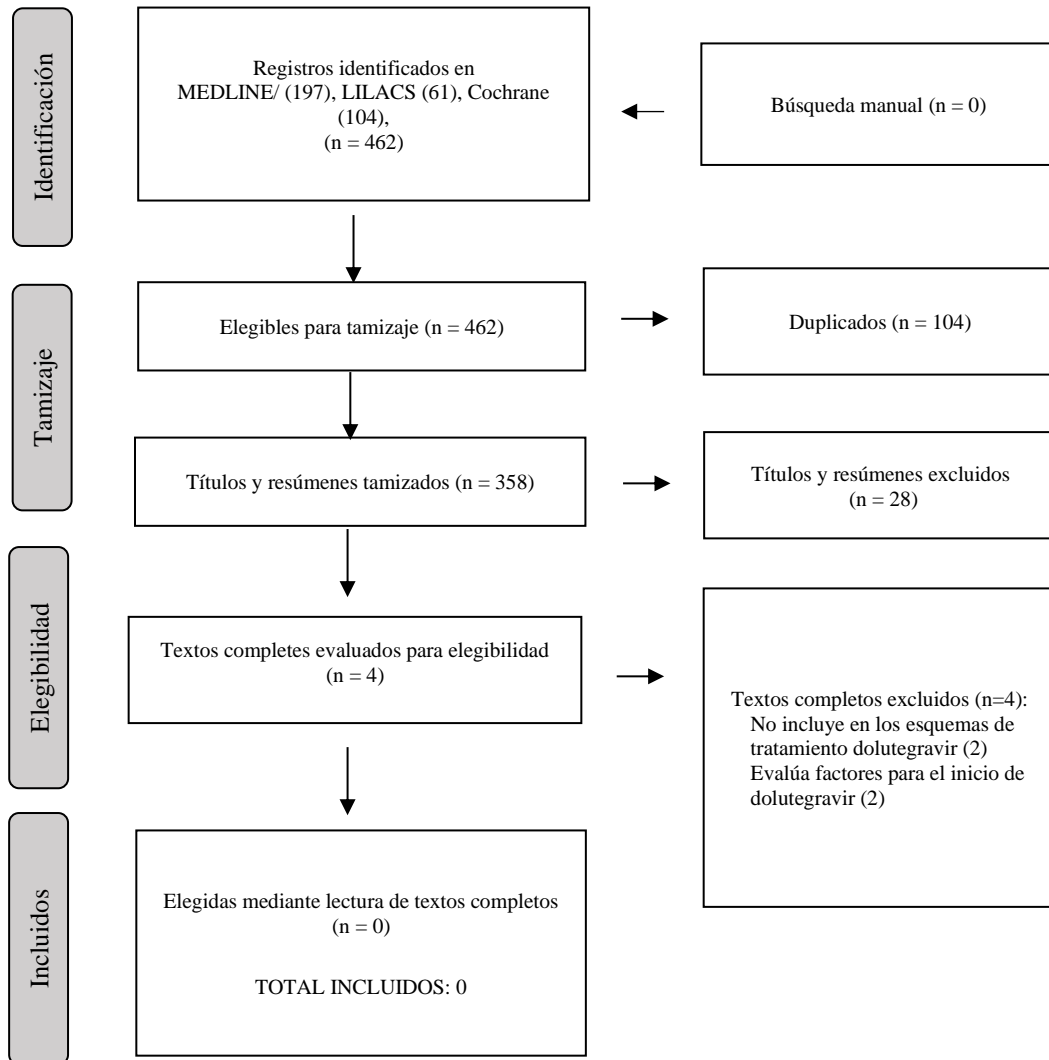 Identificación
Registros identificados en
MEDLINE/ (197), LILACS (61), Cochrane
(104),
(n = 462)
Búsqueda manual (n = 0)
Tamizaje
Elegibles para tamizaje (n = 462)
Duplicados (n = 104)
Títulos y resúmenes tamizados (n = 358)
Títulos y resúmenes excluidos
(n = 28)
Elegibilidad
Textos completes evaluados para elegibilidad
(n = 4)
Textos completos excluidos (n=4):
No incluye en los esquemas de
tratamiento dolutegravir (2)
Evalúa factores para el inicio de
dolutegravir (2)
Incluidos
Elegidas mediante lectura de textos completos
(n = 0)
TOTAL INCLUIDOS: 0